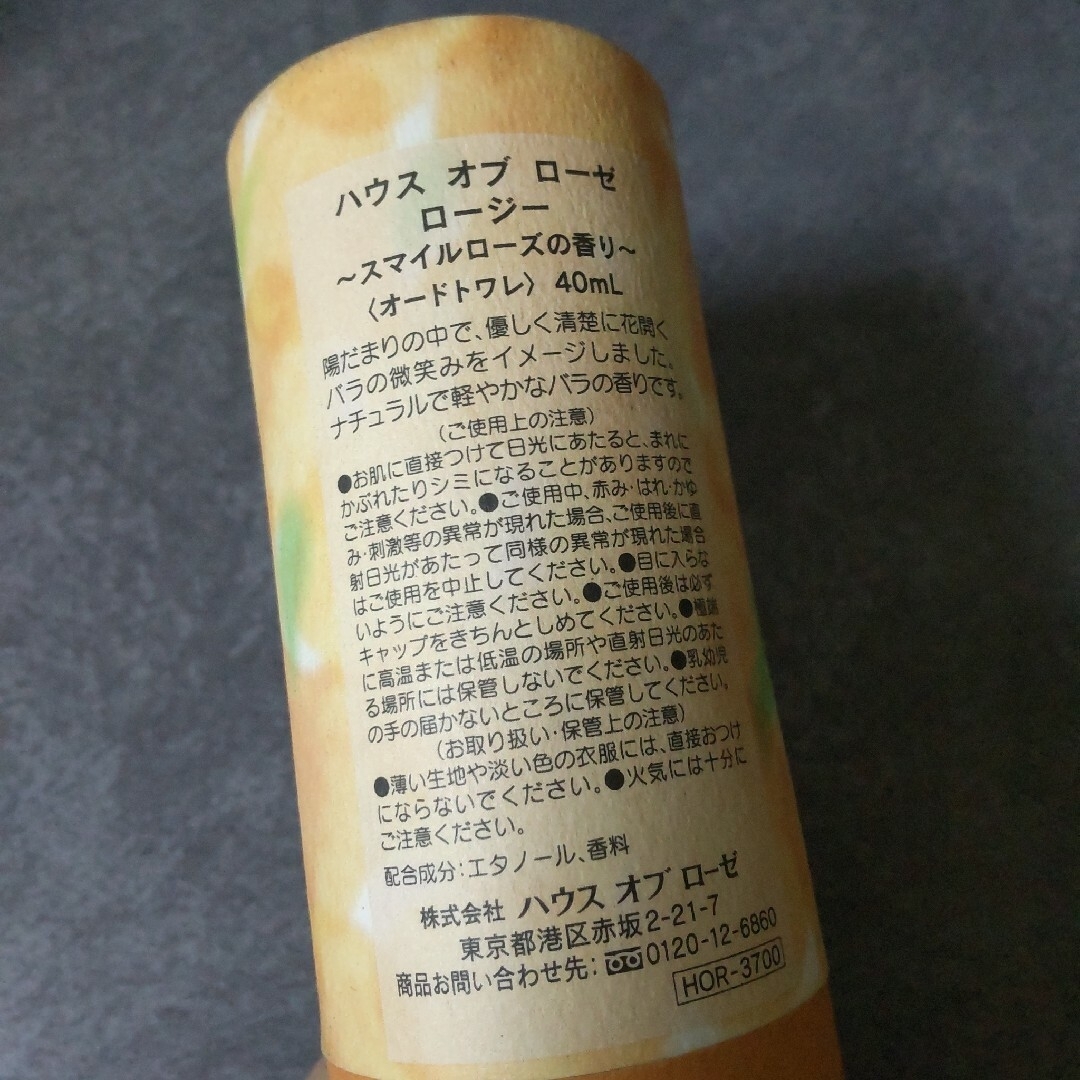 ハウス オブ ローゼ
ロージー
～スマイルローズの香り～
〈オードトワレ〉 40mL
陽だまりの中で、優しく清楚に花開く
バラの微笑みをイメージしました。
ナチュラルで軽やかなバラの香りです。
(ご使用上の注意)
●お肌に直接つけて日光にあたると、まれに
かぶれたりシミになることがありますので
ご注意ください。●ご使用中、赤み・はれ・かゆ
み・刺激等の異常が現れた場合、ご使用後に直
射日光があたって同様の異常が現れた場合
はご使用を中止してください。●目に入らな
いようにご注意ください。●ご使用後は必ず
キャップをきちんとしめてください。●極端
に高温または低温の場所や直射日光のあた
る場所には保管しないでください。●乳幼児
の手の届かないところに保管してください。
(お取り扱い・保管上の注意)
●薄い生地や淡い色の衣服には、直接おつけ
にならないでください。●火気には十分に
ご注意ください。
配合成分：エタノール、香料
株式会社 ハウス オブ ローゼ
東京都港区赤坂2-21-7
商品お問い合わせ先：0120-12-6860
HOR-3700